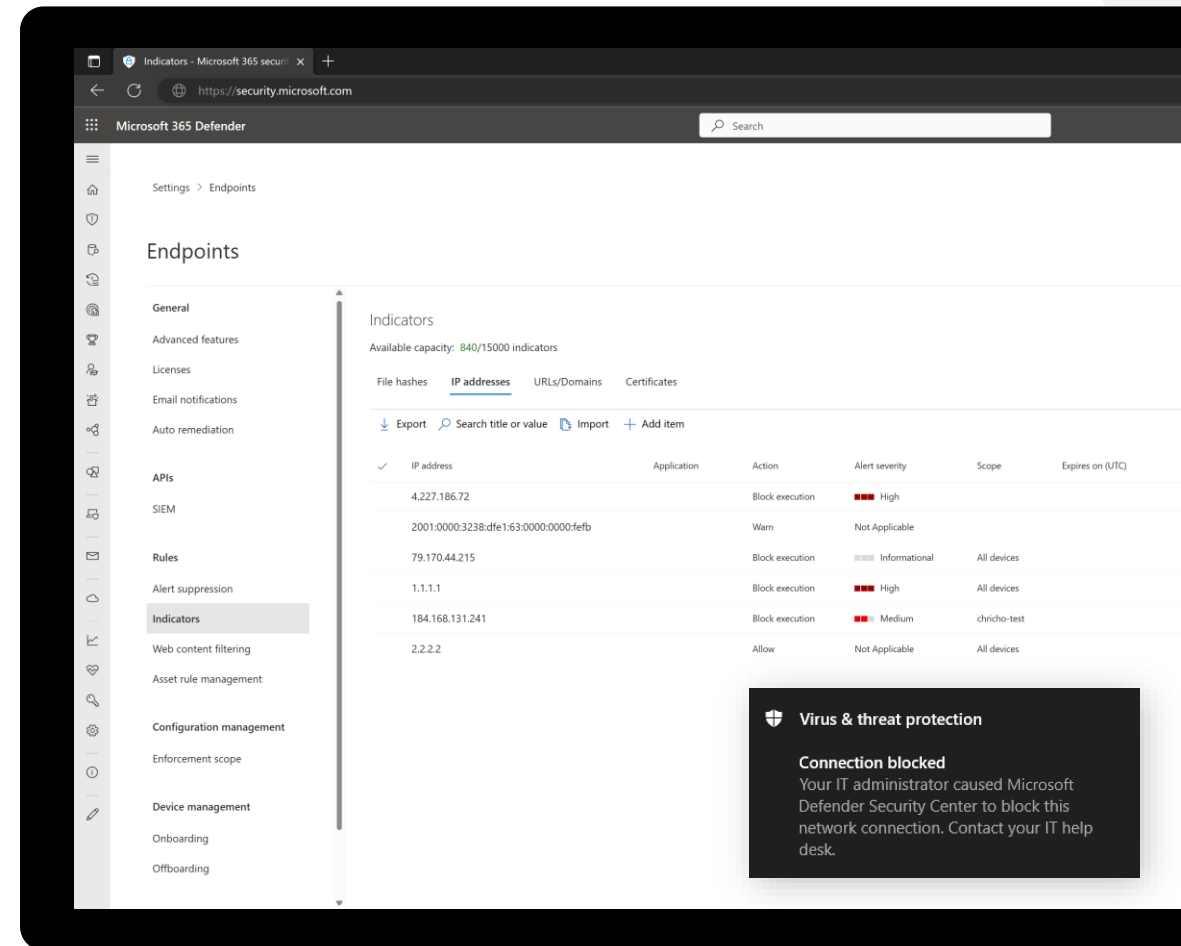 Indicators - Microsoft 365 securi
https://security.microsoft.com
Microsoft 365 Defender
Search
Settings > Endpoints
Endpoints
General
Advanced features
Licenses
Email notifications
Auto remediation
APIs
SIEM
Rules
Alert suppression
Indicators
Web content filtering
Asset rule management
Configuration management
Enforcement scope
Device management
Onboarding
Offboarding
Indicators
Available capacity: 840/15000 indicators
File hashes IP addresses URLs/Domains Certificates
Export Search title or value Import Add item
IP address Application Action Alert severity Scope Expires on (UTC)
4.227.186.72 Block execution High
2001:0000:3238:dfe1:63:0000:0000:fefb Warn Not Applicable
79.170.44.215 Block execution Informational All devices
1.1.1.1 Block execution High All devices
184.168.131.241 Block execution Medium chricho-test
2.2.2.2 Allow Not Applicable All devices
Virus & threat protection
Connection blocked
Your IT administrator caused Microsoft
Defender Security Center to block this
network connection. Contact your IT help
desk.